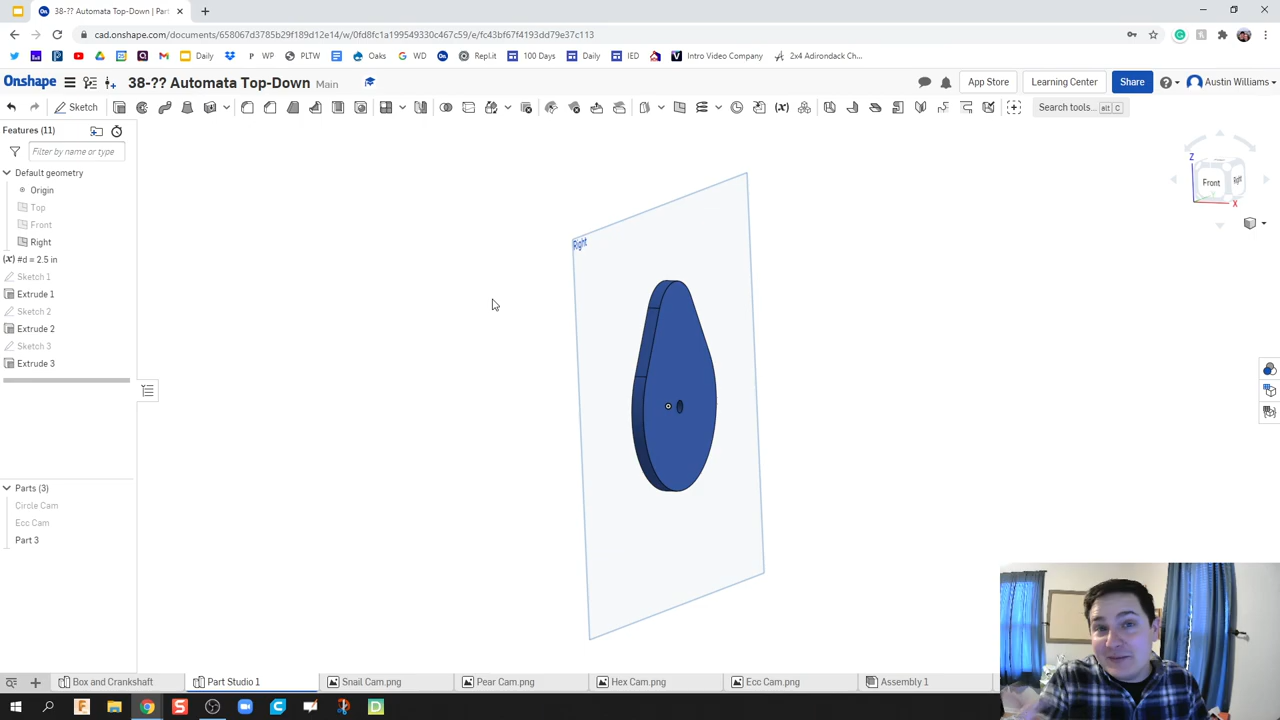 38-?? Automata Top-Down | Part
cad.onshape.com/documents/658067d3785b29f189d12e14/w/0fd8fc1a199549330c467c59/e/fc43bf67f4193dd79e37c113
Daily
WP
PLTW
Oaks
WD
Repl.it
100 Days
Daily
IED
Intro Video Company
2x4 Adirondack Ch...
Onshape
38-?? Automata Top-Down Main
App Store
Learning Center
Share
Austin Williams
Sketch
Search tools... alt C
Features (11)
Filter by name or type
Default geometry
Origin
Top
Front
Right
(x) #d = 2.5 in
Sketch 1
Extrude 1
Sketch 2
Extrude 2
Sketch 3
Extrude 3
Parts (3)
Circle Cam
Ecc Cam
Part 3
Right
Z
Front
Right
X
Box and Crankshaft
Part Studio 1
Snail Cam.png
Pear Cam.png
Hex Cam.png
Ecc Cam.png
Assembly 1